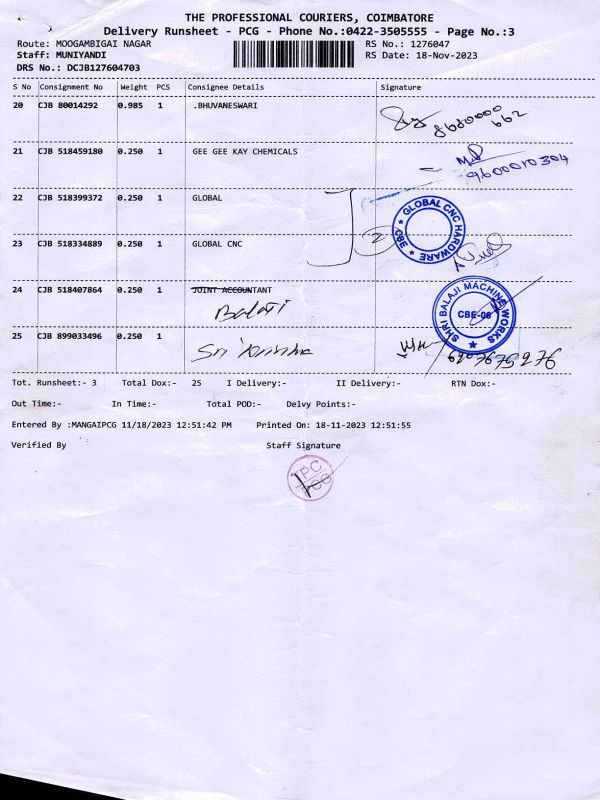 THE PROFESSIONAL COURIERS, COIMBATORE
Delivery Runsheet - PCG - Phone No.:0422-3505555 - Page No.:3
Route: MOOGAMBIGAI NAGAR RS No.: 1276047
Staff: MUNIYANDI RS Date: 18-Nov-2023
DRS No.: DCJB127604703
S No Consignment No Weight PCS Consignee Details Signature
20 CJB 80014292 0.985 1 .BHUVANESWARI
8680000
662
21 CJB 518459180 0.250 1 GEE GEE KAY CHEMICALS
9600010304
22 CJB 518399372 0.250 1 GLOBAL
GLOBAL CNC HARDWARE
CBE
2
23 CJB 518334889 0.250 1 GLOBAL CNC
24 CJB 518407864 0.250 1 JOINT ACCOUNTANT
Balaji
SHRI BALAJI MACHINE WORKS
CBE-06
25 CJB 899033496 0.250 1
Sri Krishna
Tot. Runsheet:- 3 Total Dox:- 25 I Delivery:- II Delivery:- RTN Dox:-
Out Time:- In Time:- Total POD:- Delvy Points:-
Entered By :MANGAIPCG 11/18/2023 12:51:42 PM Printed On: 18-11-2023 12:51:55
Verified By Staff Signature
PC